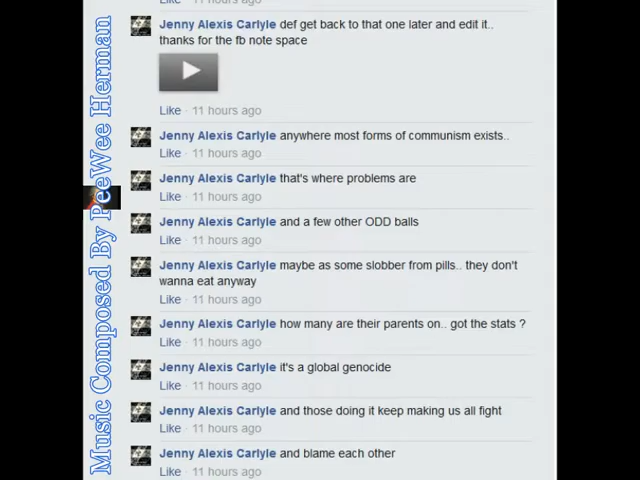 11 hours ago
Jenny Alexis Carlyle def get back to that one later and edit it..
thanks for the fb note space
Like · 11 hours ago
Jenny Alexis Carlyle anywhere most forms of communism exists..
Like · 11 hours ago
Jenny Alexis Carlyle that's where problems are
Like · 11 hours ago
Jenny Alexis Carlyle and a few other ODD balls
Like · 11 hours ago
Jenny Alexis Carlyle maybe as some slobber from pills.. they don't
wanna eat anyway
Like · 11 hours ago
Jenny Alexis Carlyle how many are their parents on.. got the stats ?
Like · 11 hours ago
Jenny Alexis Carlyle it's a global genocide
Like · 11 hours ago
Jenny Alexis Carlyle and those doing it keep making us all fight
Like · 11 hours ago
Jenny Alexis Carlyle and blame each other
Like · 11 hours ago
Music Composed By PeeWee Herman